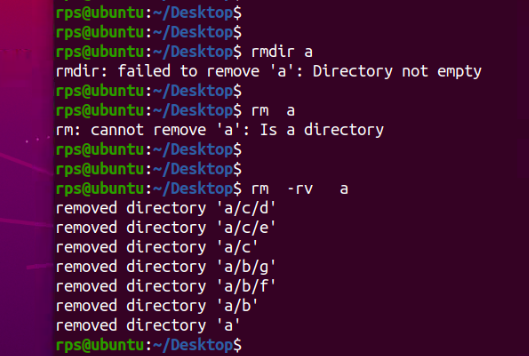 rps@ubuntu:~/Desktop$
rps@ubuntu:~/Desktop$
rps@ubuntu:~/Desktop$ rmdir a
rmdir: failed to remove 'a': Directory not empty
rps@ubuntu:~/Desktop$
rps@ubuntu:~/Desktop$ rm  a
rm: cannot remove 'a': Is a directory
rps@ubuntu:~/Desktop$
rps@ubuntu:~/Desktop$
rps@ubuntu:~/Desktop$ rm  -rv   a
removed directory 'a/c/d'
removed directory 'a/c/e'
removed directory 'a/c'
removed directory 'a/b/g'
removed directory 'a/b/f'
removed directory 'a/b'
removed directory 'a'
rps@ubuntu:~/Desktop$